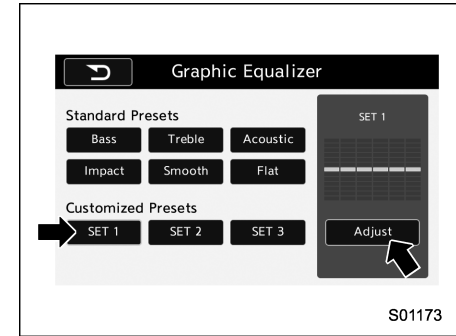 Graphic Equalizer
Standard Presets
SET 1
Bass Treble Acoustic
Impact Smooth Flat
Customized Presets
SET 1 SET 2 SET 3
Adjust
S01173